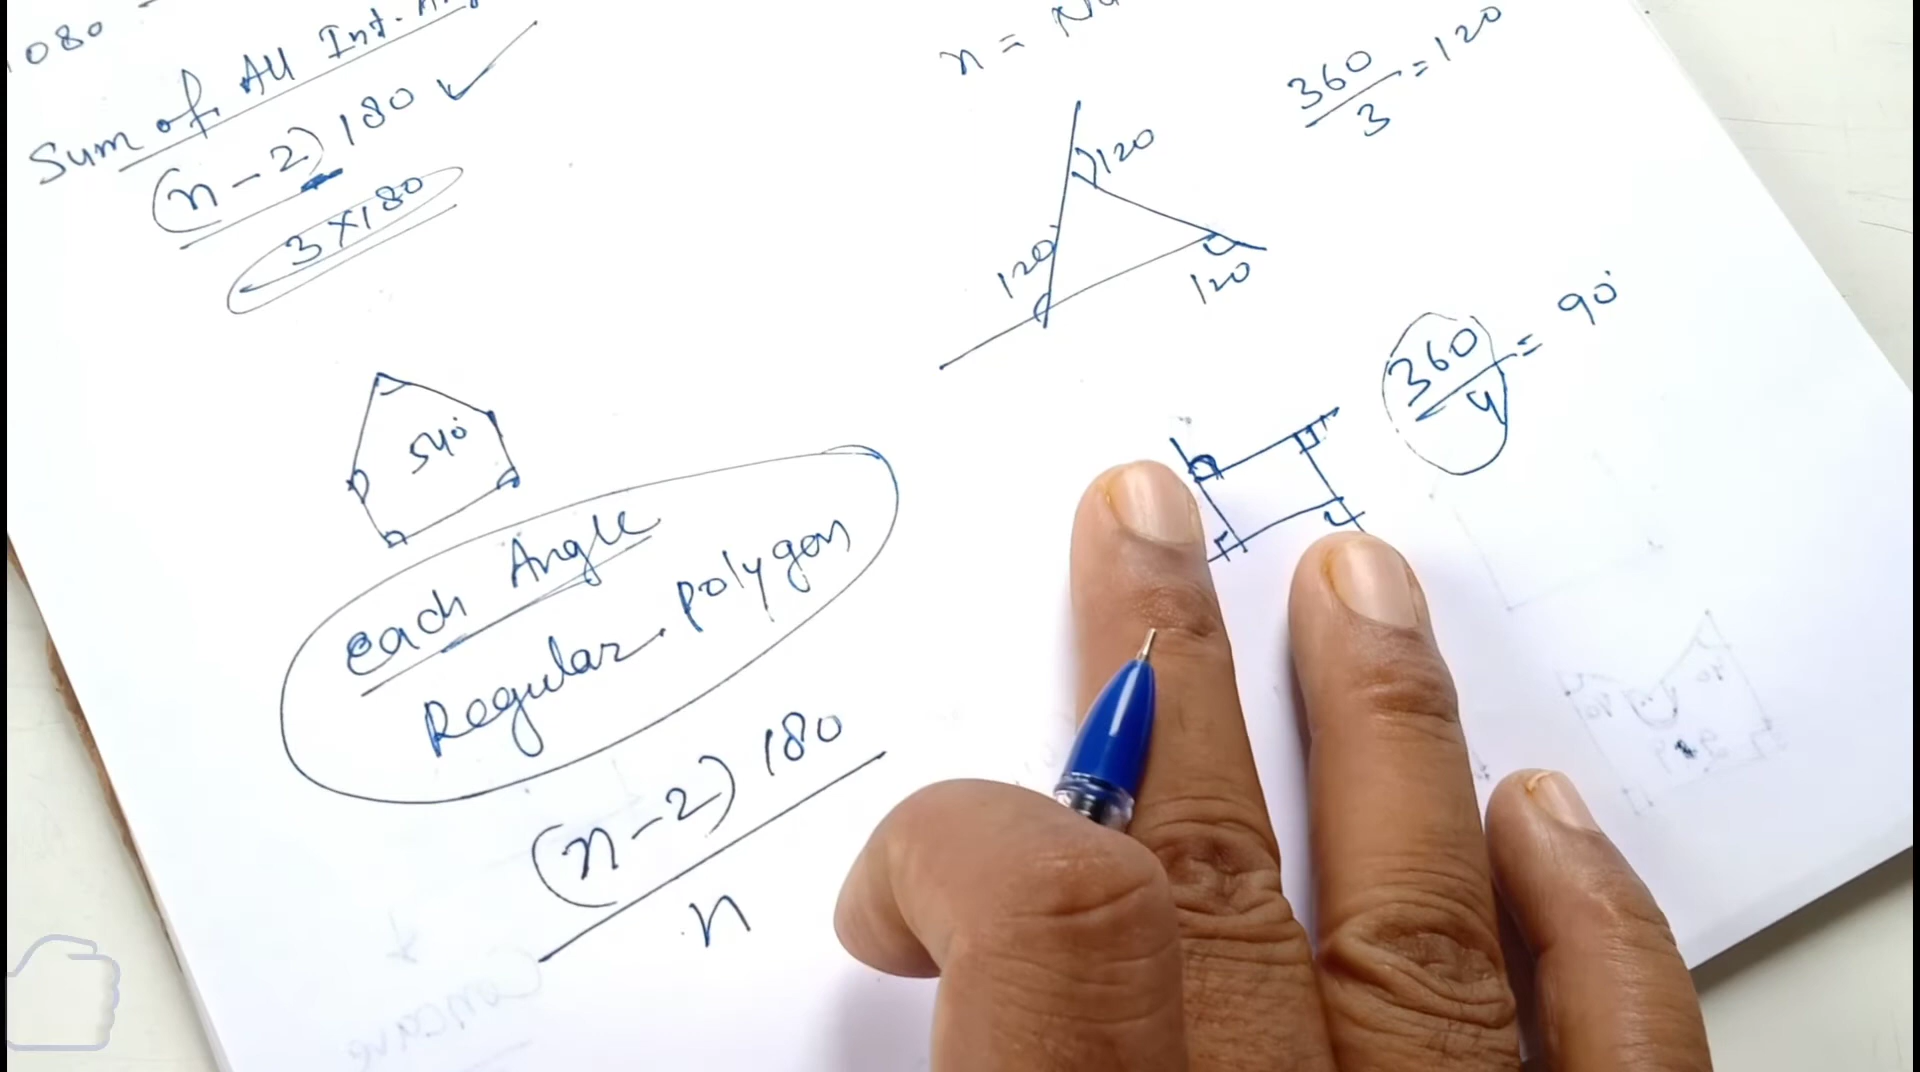 1080
Sum of All Int.
(n-2) 180 ✓
3×180
540°
each Angle
Regular polygon
(n-2) 180
n
n =
360
3
= 120
120
120
120
360
4
= 90°